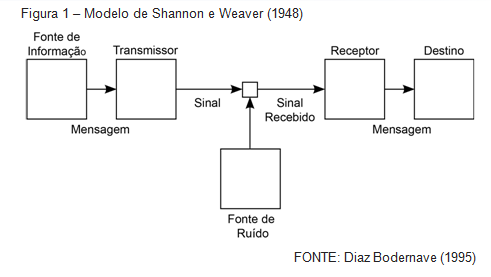 Figura 1 – Modelo de Shannon e Weaver (1948)
Fonte de
Informação
Transmissor
Receptor
Destino
Sinal
Sinal
Recebido
Mensagem
Mensagem
Fonte de
Ruído
FONTE: Diaz Bodernave (1995)